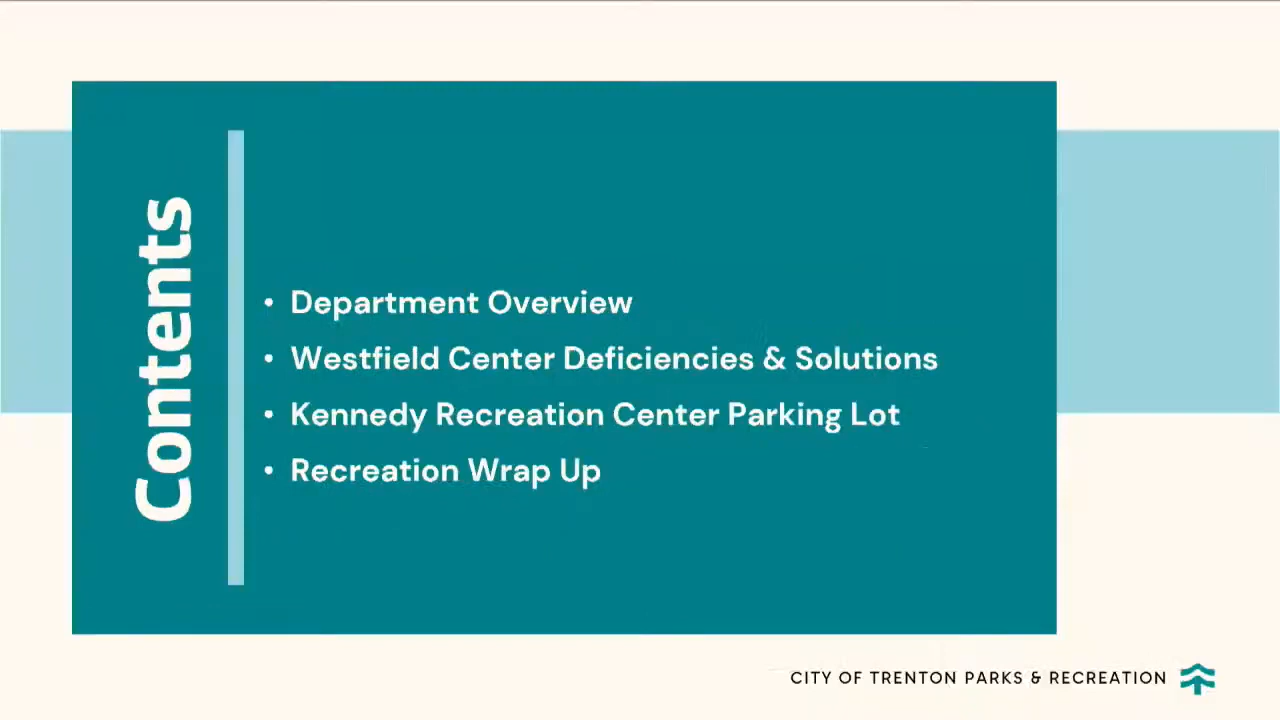 Contents
• Department Overview
• Westfield Center Deficiencies & Solutions
• Kennedy Recreation Center Parking Lot
• Recreation Wrap Up
CITY OF TRENTON PARKS & RECREATION